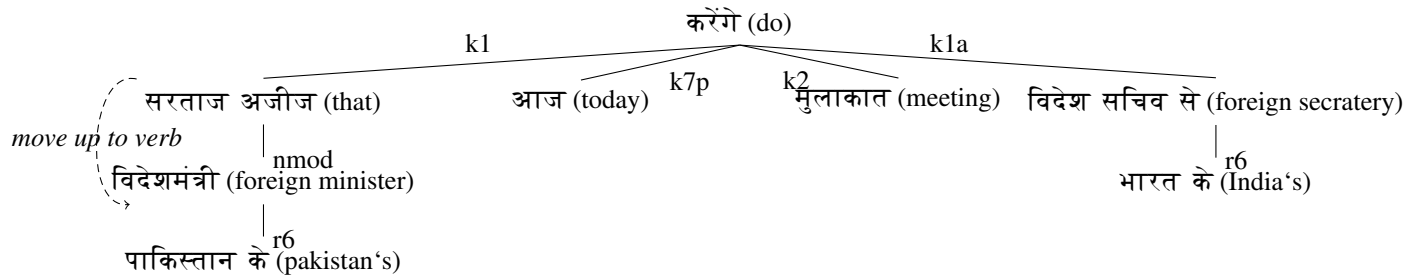 करेंगे (do)
k1 k1a
सरताज अजीज (that) आज (today) k7p k2 मुलाकात (meeting) विदेश सचिव से (foreign secratery)
move up to verb
nmod r6
विदेशमंत्री (foreign minister) भारत के (India‘s)
r6
पाकिस्तान के (pakistan‘s)